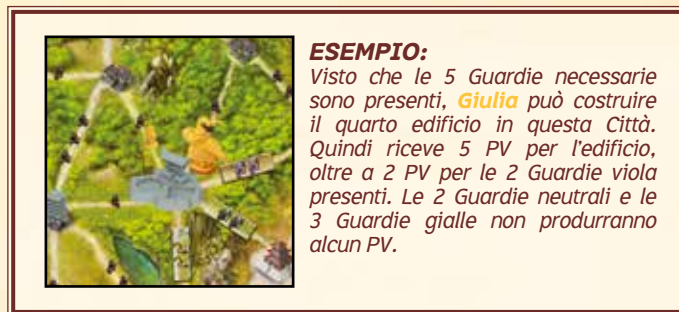 ESEMPIO:
Visto che le 5 Guardie necessarie
sono presenti, Giulia può costruire
il quarto edificio in questa Città.
Quindi riceve 5 PV per l'edificio,
oltre a 2 PV per le 2 Guardie viola
presenti. Le 2 Guardie neutrali e le
3 Guardie gialle non produrranno
alcun PV.